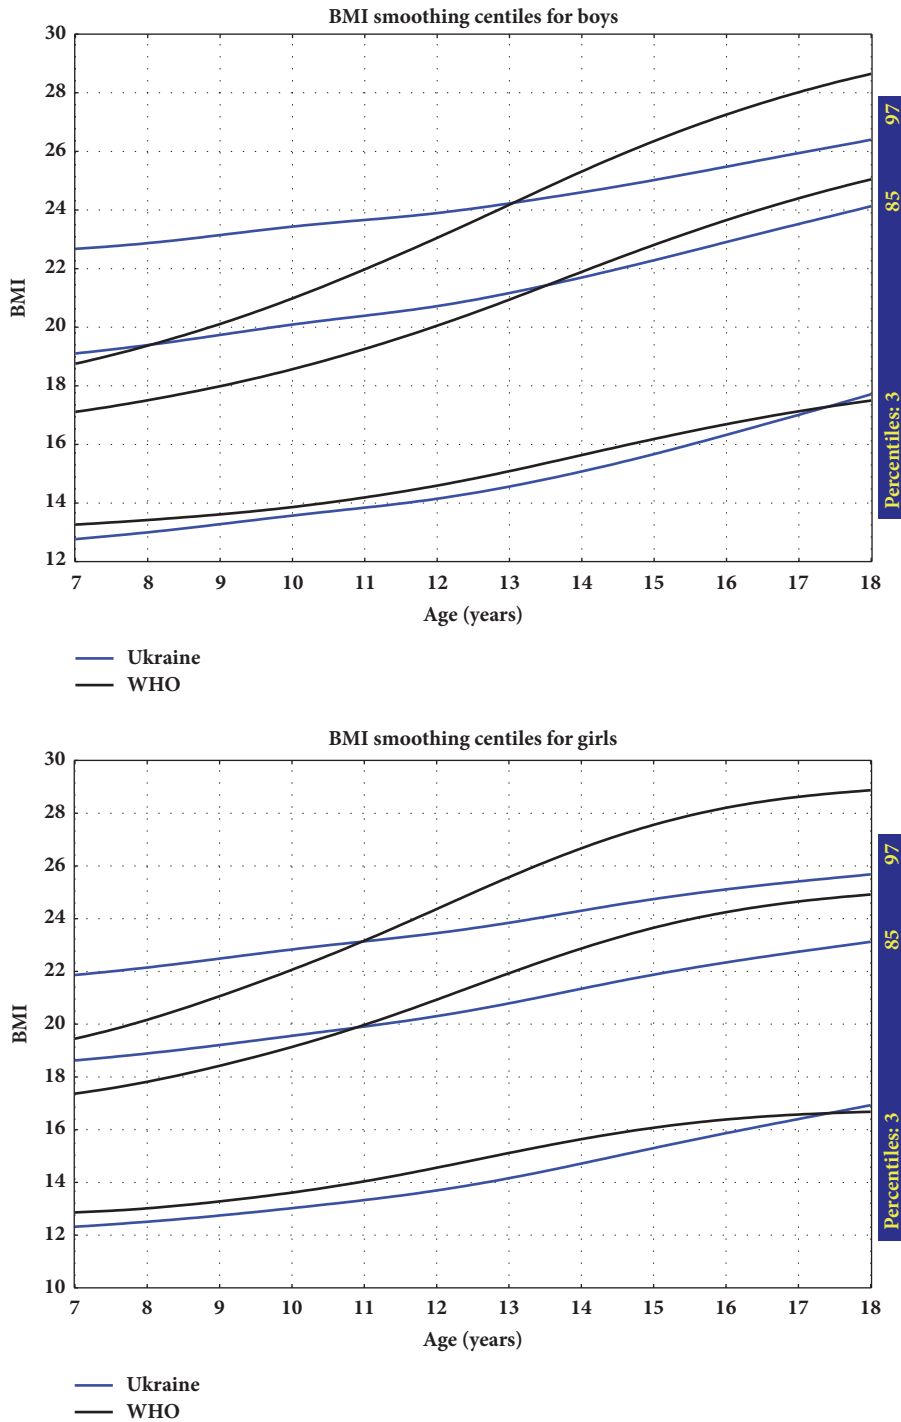 BMI smoothing centiles for boys
30
28
26
24
22
20
18
16
14
12
BMI
7 8 9 10 11 12 13 14 15 16 17 18
Age (years)
Percentiles: 3 85 97
Ukraine
WHO
BMI smoothing centiles for girls
30
28
26
24
22
20
18
16
14
12
10
BMI
7 8 9 10 11 12 13 14 15 16 17 18
Age (years)
Percentiles: 3 85 97
Ukraine
WHO